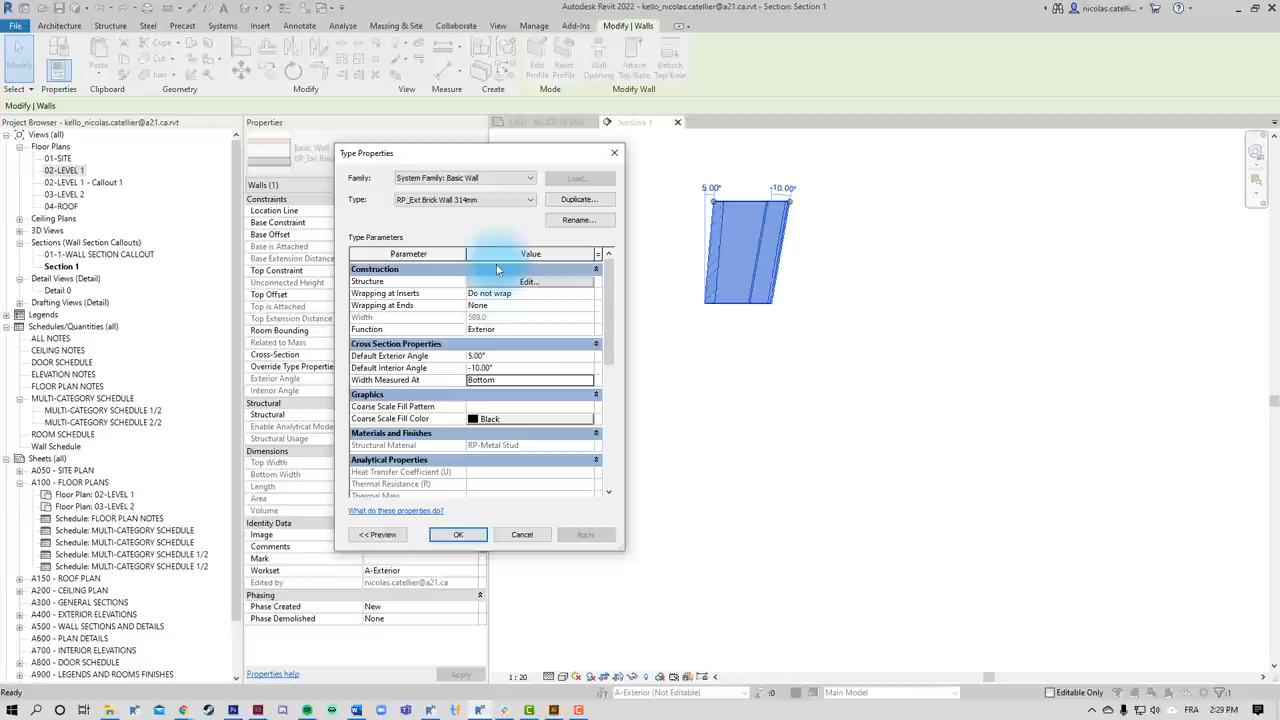 Autodesk Revit 2022 - kello_nicolas.catellier@a21.ca.rvt - Section: Section 1
nicolas.catelli...
File Architecture Structure Steel Precast Systems Insert Annotate Analyze Massing & Site Collaborate View Manage Add-Ins Modify | Walls
Modify
Paste
Cope
Cut
Join
Edit Profile
Reset Profile
Wall Opening
Attach Top/Base
Detach Top/Base
Select Properties Clipboard Geometry Modify View Measure Create Mode Modify Wall
Modify | Walls
Project Browser - kello_nicolas.catellier@a21.ca.rvt
Views (all)
Floor Plans
01-SITE
02-LEVEL 1
02-LEVEL 1 - Callout 1
03-LEVEL 2
04-ROOF
Ceiling Plans
3D Views
Sections (Wall Section Callouts)
01-1-WALL SECTION CALLOUT
Section 1
Detail Views (Detail)
Detail 0
Drafting Views (Detail)
Legends
Schedules/Quantities (all)
ALL NOTES
CEILING NOTES
DOOR SCHEDULE
ELEVATION NOTES
FLOOR PLAN NOTES
MULTI-CATEGORY SCHEDULE
MULTI-CATEGORY SCHEDULE 1/2
MULTI-CATEGORY SCHEDULE 2/2
ROOM SCHEDULE
Wall Schedule
Sheets (all)
A050 - SITE PLAN
A100 - FLOOR PLANS
Floor Plan: 02-LEVEL 1
Floor Plan: 03-LEVEL 2
Schedule: FLOOR PLAN NOTES
Schedule: MULTI-CATEGORY SCHEDULE
Schedule: MULTI-CATEGORY SCHEDULE
Schedule: MULTI-CATEGORY SCHEDULE 1/2
Schedule: MULTI-CATEGORY SCHEDULE 1/2
A150 - ROOF PLAN
A200 - CEILING PLANS
A300 - GENERAL SECTIONS
A400 - EXTERIOR ELEVATIONS
A500 - WALL SECTIONS AND DETAILS
A600 - PLAN DETAILS
A700 - INTERIOR ELEVATIONS
A800 - DOOR SCHEDULE
A900 - LEGENDS AND ROOMS FINISHES
Properties
Basic Wall
RP_Ext Brick Wall
Walls (1)
Constraints
Location Line
Base Constraint
Base Offset
Base is Attached
Base Extension Distance
Top Constraint
Unconnected Height
Top Offset
Top is Attached
Top Extension Distance
Room Bounding
Related to Mass
Cross-Section
Override Type Properties
Exterior Angle
Interior Angle
Structural
Structural
Enable Analytical Mode
Structural Usage
Dimensions
Top Width
Bottom Width
Length
Area
Volume
Identity Data
Image
Comments
Mark
Workset A-Exterior
Edited by nicolas.catellier@a21.ca
Phasing
Phase Created New
Phase Demolished None
Properties help
Apply
Type Properties
Family: System Family: Basic Wall Load...
Type: RP_Ext Brick Wall 314mm Duplicate...
Rename...
Type Parameters
Parameter Value =
Construction
Structure Edit...
Wrapping at Inserts Do not wrap
Wrapping at Ends None
Width 589.0
Function Exterior
Cross Section Properties
Default Exterior Angle 5.00°
Default Interior Angle -10.00°
Width Measured At Bottom
Graphics
Coarse Scale Fill Pattern
Coarse Scale Fill Color Black
Materials and Finishes
Structural Material RP-Metal Stud
Analytical Properties
Heat Transfer Coefficient (U)
Thermal Resistance (R)
Thermal Mass
What do these properties do?
<< Preview OK Cancel Apply
Section 1
5.00° -10.00°
1 : 20
Ready
A-Exterior (Not Editable)
:0
Main Model
Editable Only
:1
2:29 PM